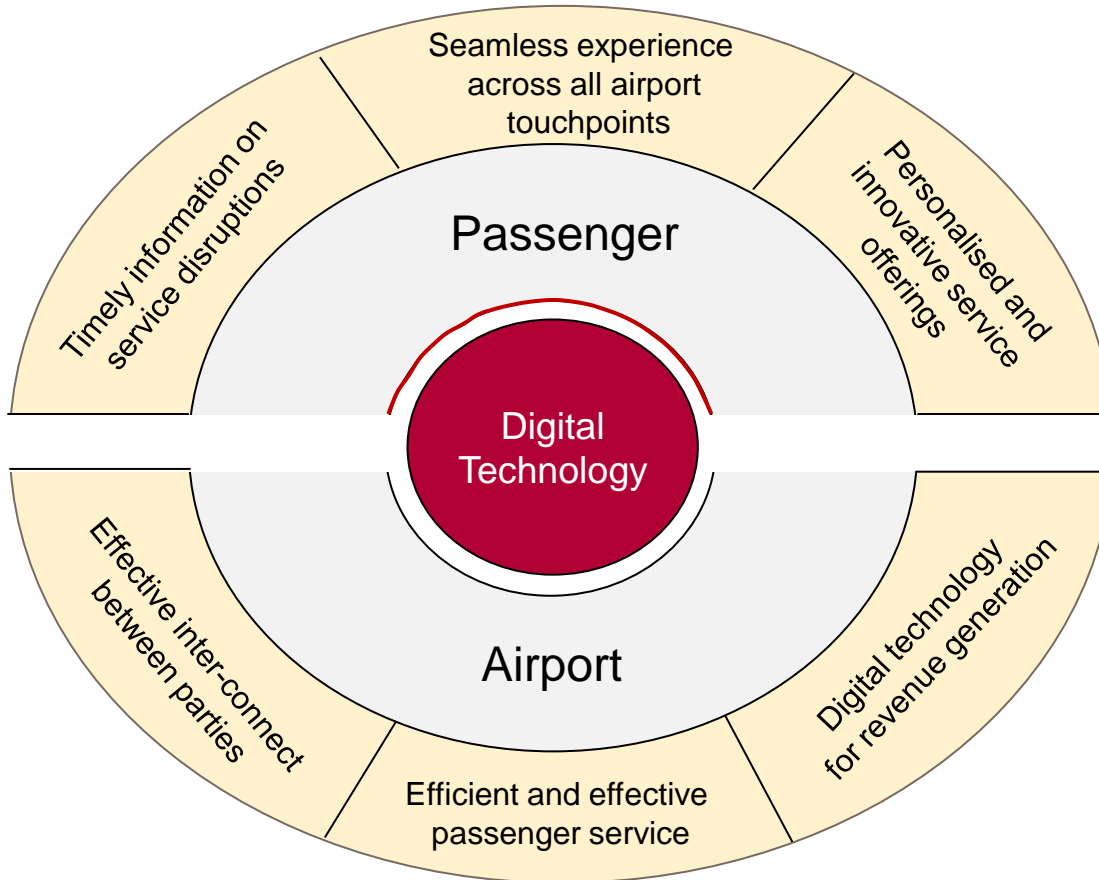 Seamless experience
across all airport
touchpoints
Timely information on
service disruptions
Personalised and
innovative service
offerings
Passenger
Digital
Technology
Airport
Effective inter-connect
between parties
Efficient and effective
passenger service
Digital technology
for revenue generation